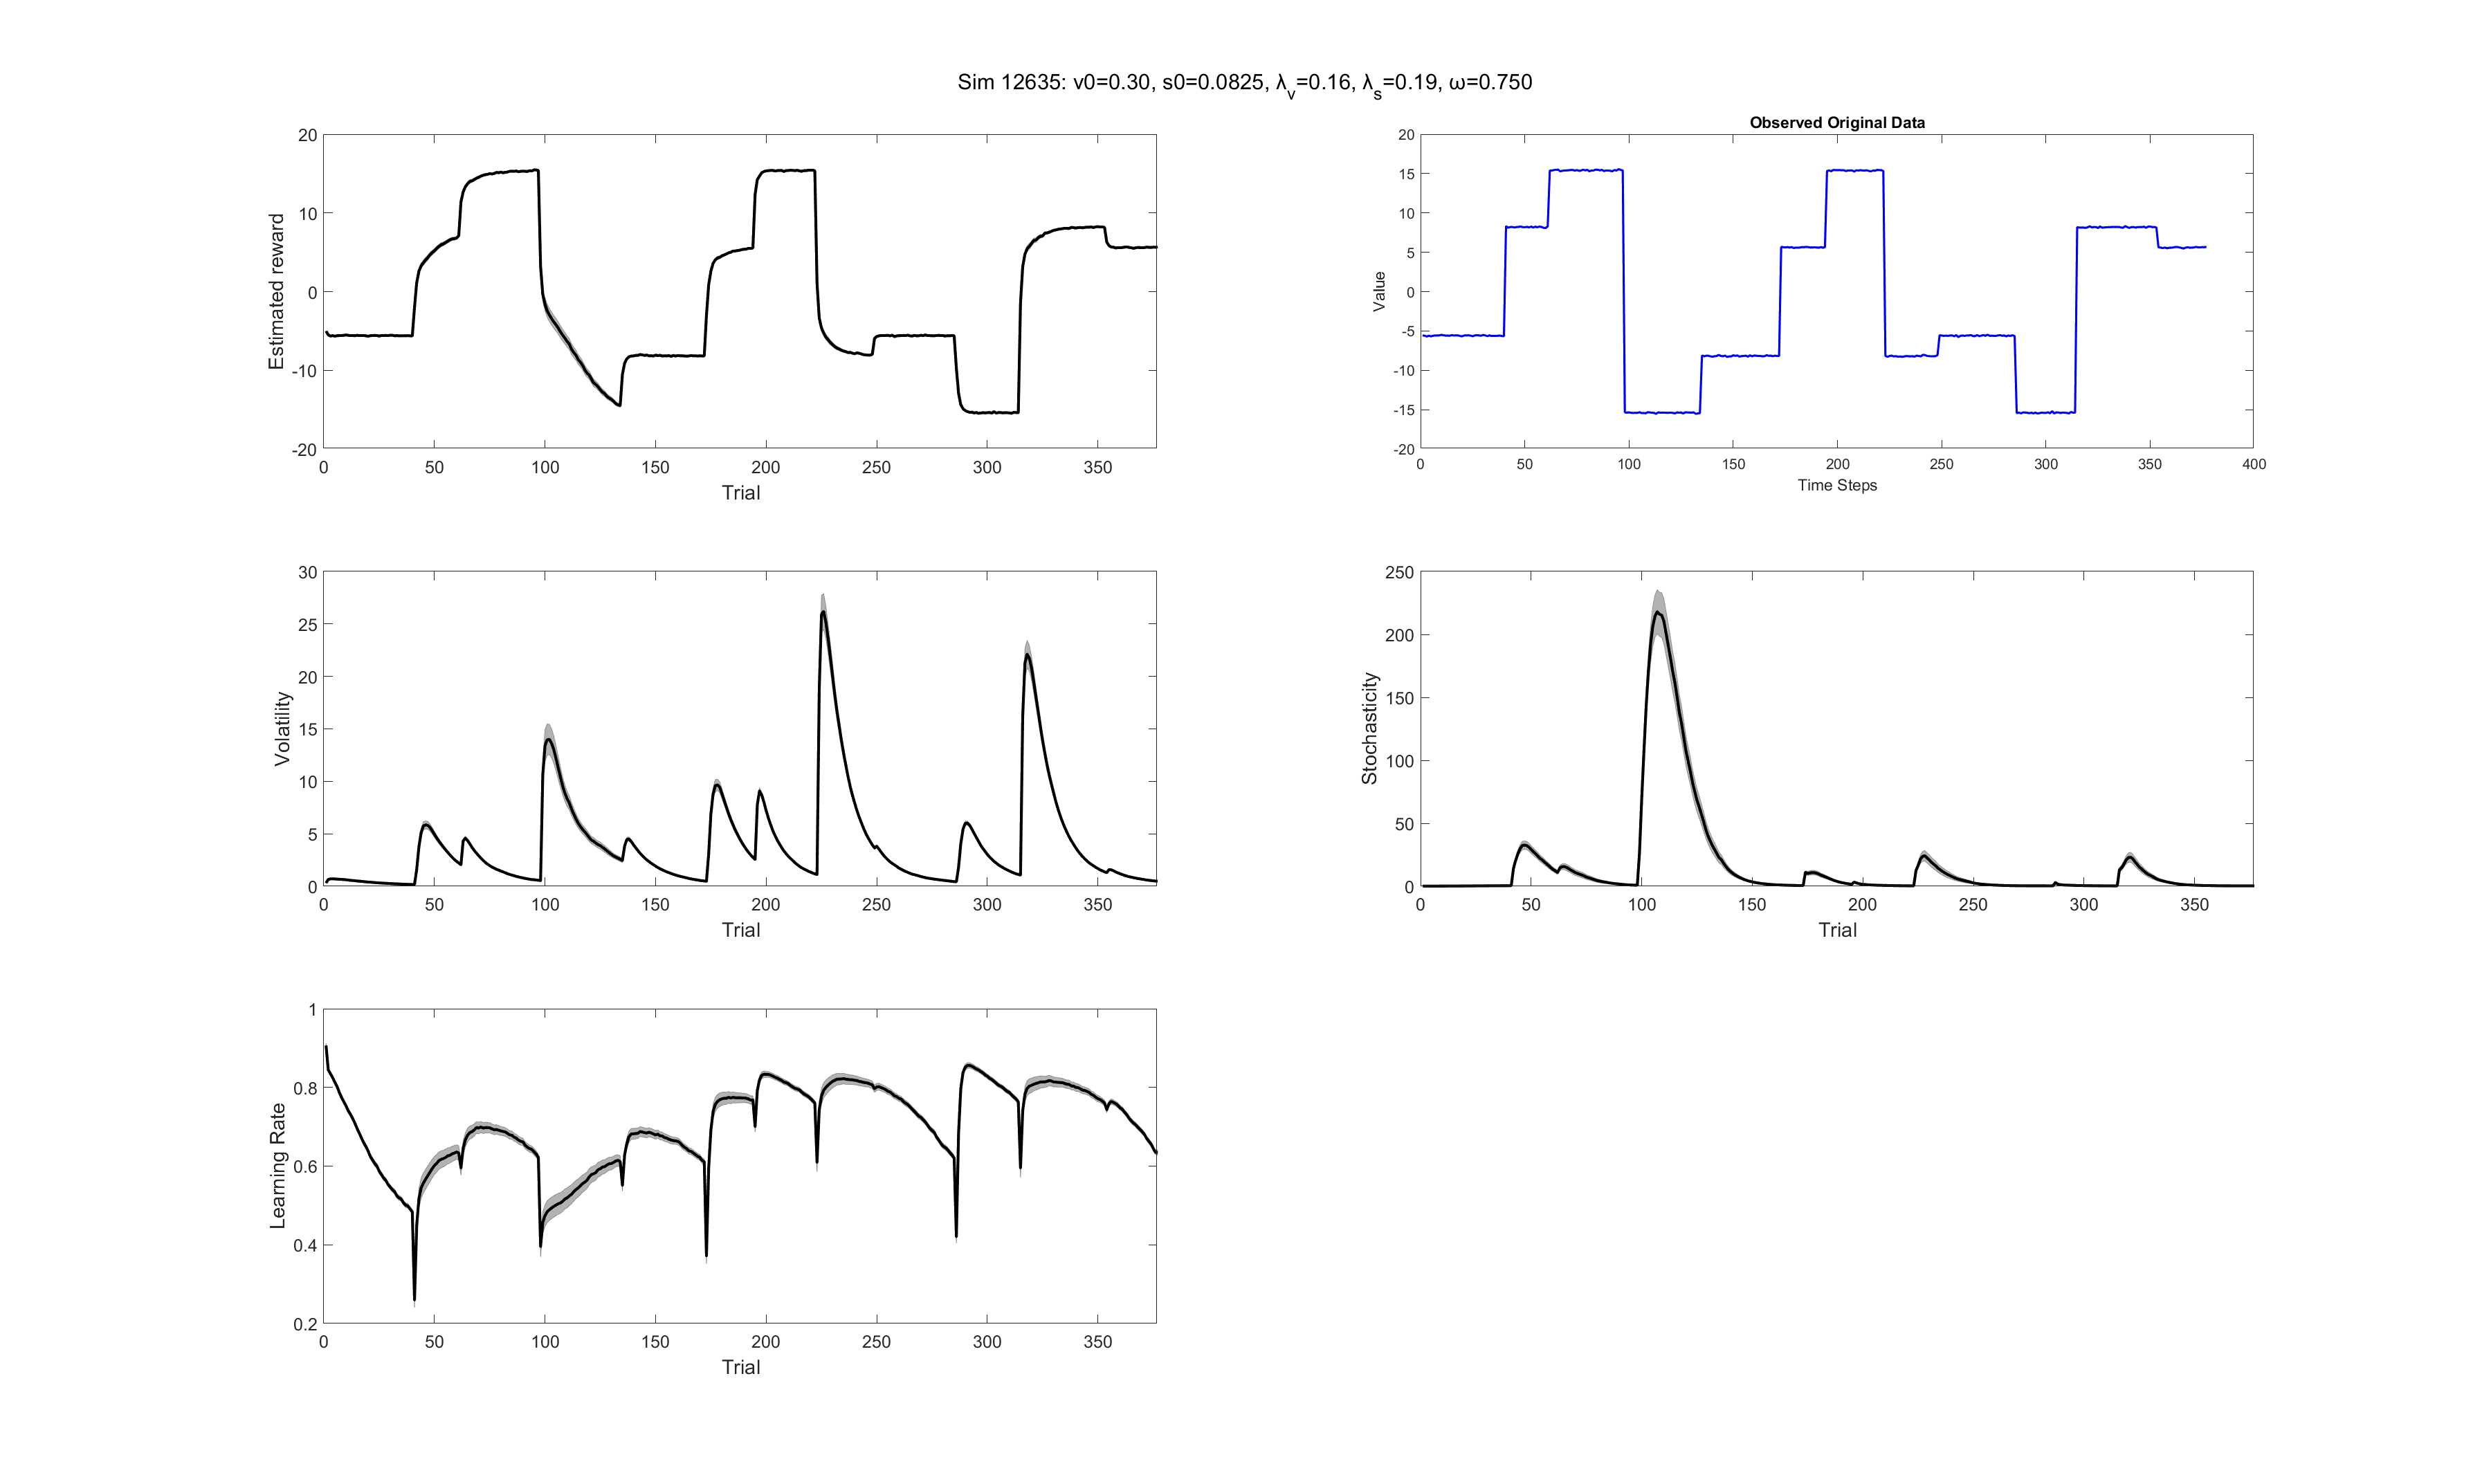 Sim 12635: v0=0.30, s0=0.0825, λv=0.16, λs=0.19, ω=0.750
Estimated reward
20
10
0
-10
-20
0 50 100 150 200 250 300 350
Trial
Observed Original Data
Value
20
15
10
5
0
-5
-10
-15
-20
0 50 100 150 200 250 300 350 400
Time Steps
Volatility
30
25
20
15
10
5
0
0 50 100 150 200 250 300 350
Trial
Stochasticity
250
200
150
100
50
0
0 50 100 150 200 250 300 350
Trial
Learning Rate
1
0.8
0.6
0.4
0.2
0 50 100 150 200 250 300 350
Trial